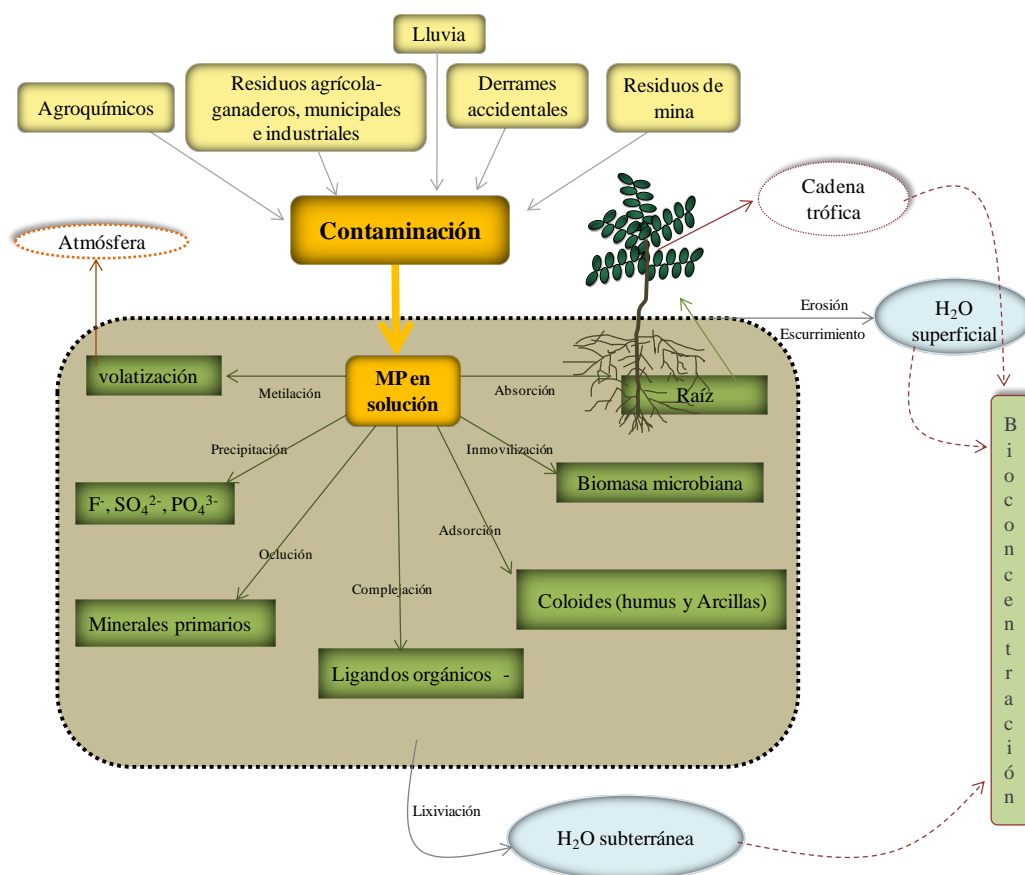 Lluvia
Agroquímicos
Residuos agrícola-
ganaderos, municipales
e industriales
Derrames
accidentales
Residuos de
mina
Contaminación
Cadena
trófica
Atmósfera
Erosión
Escurrimiento
H₂O
superficial
volatización
Metilación
MP en
solución
Absorción
Raíz
Precipitación
Inmovilización
F⁻, SO₄²⁻, PO₄³⁻
Biomasa microbiana
Oclución
Adsorción
Complejación
Minerales primarios
Coloides (humus y Arcillas)
Ligandos orgánicos -
Lixiviación
H₂O subterránea
B
i
o
c
o
n
c
e
n
t
r
a
c
i
ó
n